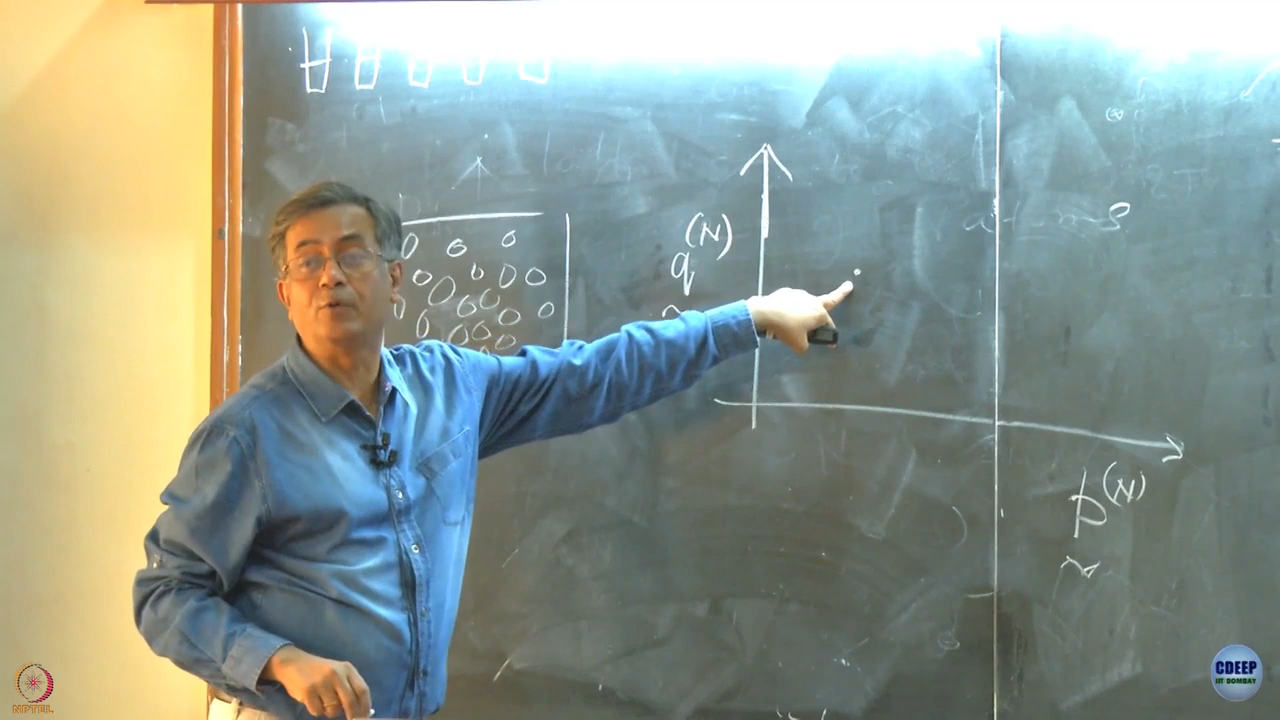 q^(N)
~
p^(N)
~
NPTEL
CDEEP
IIT BOMBAY